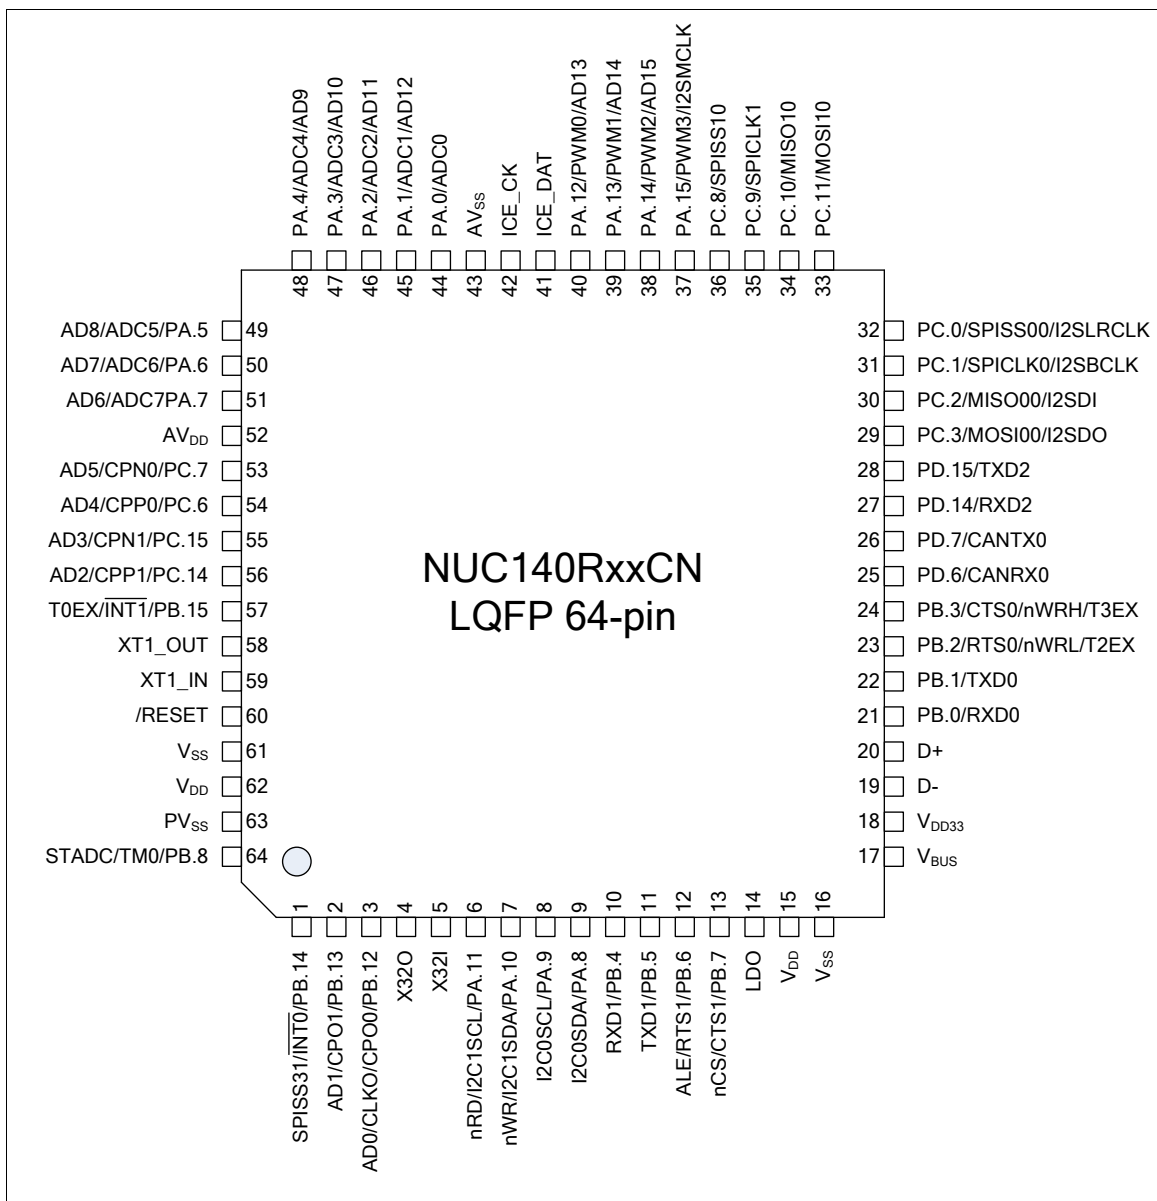 PA.4/ADC4/AD9
PA.3/ADC3/AD10
PA.2/ADC2/AD11
PA.1/ADC1/AD12
PA.0/ADC0
AVSS
ICE_CK
ICE_DAT
PA.12/PWM0/AD13
PA.13/PWM1/AD14
PA.14/PWM2/AD15
PA.15/PWM3/I2SMCLK
PC.8/SPISS10
PC.9/SPICLK1
PC.10/MISO10
PC.11/MOSI10
48
47
46
45
44
43
42
41
40
39
38
37
36
35
34
33
AD8/ADC5/PA.5 49
AD7/ADC6/PA.6 50
AD6/ADC7PA.7 51
AVDD 52
AD5/CPN0/PC.7 53
AD4/CPP0/PC.6 54
AD3/CPN1/PC.15 55
AD2/CPP1/PC.14 56
T0EX/INT1/PB.15 57
XT1_OUT 58
XT1_IN 59
/RESET 60
VSS 61
VDD 62
PVSS 63
STADC/TM0/PB.8 64
NUC140RxxCN
LQFP 64-pin
32 PC.0/SPISS00/I2SLRCLK
31 PC.1/SPICLK0/I2SBCLK
30 PC.2/MISO00/I2SDI
29 PC.3/MOSI00/I2SDO
28 PD.15/TXD2
27 PD.14/RXD2
26 PD.7/CANTX0
25 PD.6/CANRX0
24 PB.3/CTS0/nWRH/T3EX
23 PB.2/RTS0/nWRL/T2EX
22 PB.1/TXD0
21 PB.0/RXD0
20 D+
19 D-
18 VDD33
17 VBUS
1
2
3
4
5
6
7
8
9
10
11
12
13
14
15
16
SPISS31/INT0/PB.14
AD1/CPO1/PB.13
AD0/CLKO/CPO0/PB.12
X32O
X32I
nRD/I2C1SCL/PA.11
nWR/I2C1SDA/PA.10
I2C0SCL/PA.9
I2C0SDA/PA.8
RXD1/PB.4
TXD1/PB.5
ALE/RTS1/PB.6
nCS/CTS1/PB.7
LDO
VDD
VSS